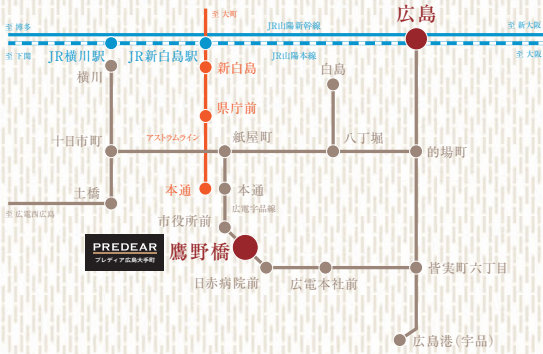 至 大町
広島
至 博多
JR山陽新幹線
至 新大阪
至 下関
JR横川駅
JR新白島駅
JR山陽本線
至 大阪
横川
新白島
白島
県庁前
十日市町
アストラムライン
紙屋町
八丁堀
的場町
土橋
本通
本通
至 広電西広島
広電宇品線
市役所前
PREDEAR
プレディア広島大手町
鷹野橋
日赤病院前
広電本社前
皆実町六丁目
広島港(宇品)